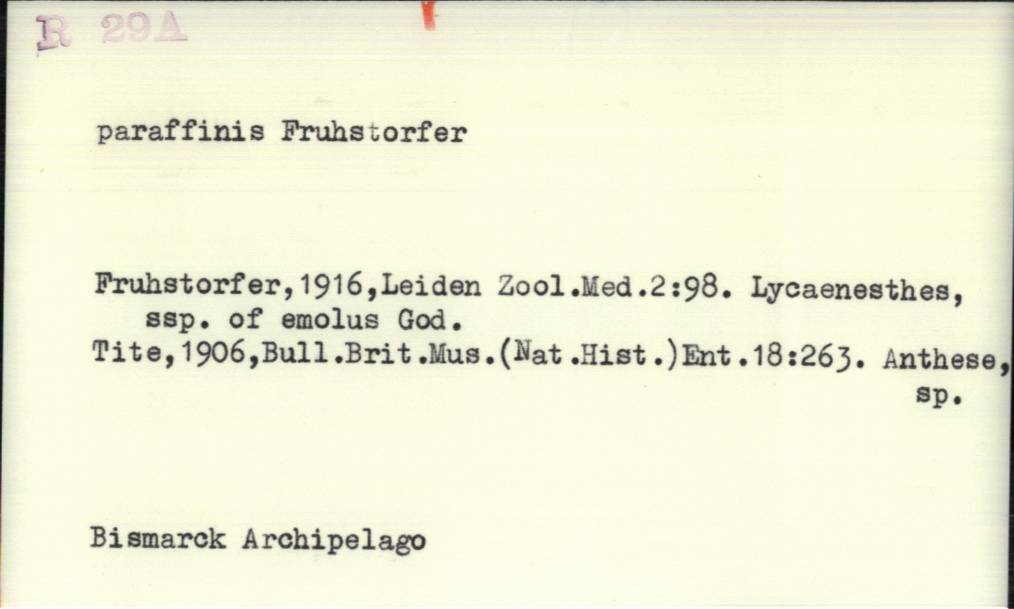 R 29A
paraffinis Fruhstorfer
Fruhstorfer,1916,Leiden Zool.Med.2:98. Lycaenesthes,
ssp. of emolus God.
Tite,1906,Bull.Brit.Mus.(Nat.Hist.)Ent.18:263. Anthese,
sp.
Bismarck Archipelago